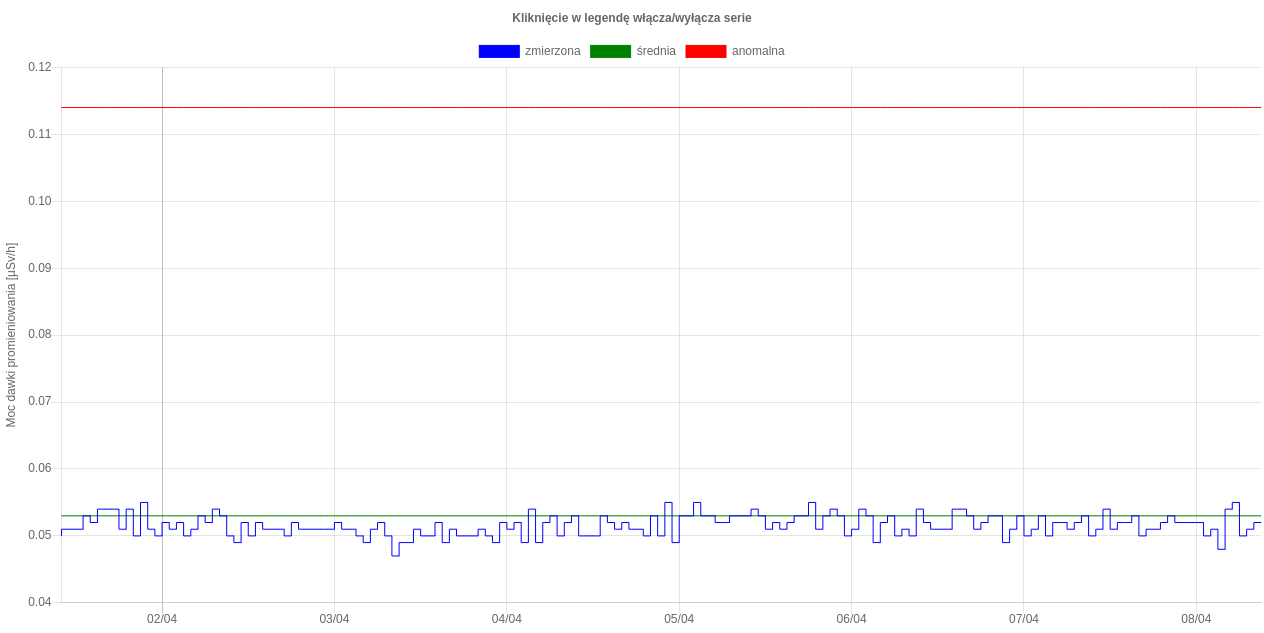 Kliknięcie w legendę włącza/wyłącza serie
zmierzona średnia anomalna
Moc dawki promieniowania [µSv/h]
0.12
0.11
0.10
0.09
0.08
0.07
0.06
0.05
0.04
02/04 03/04 04/04 05/04 06/04 07/04 08/04